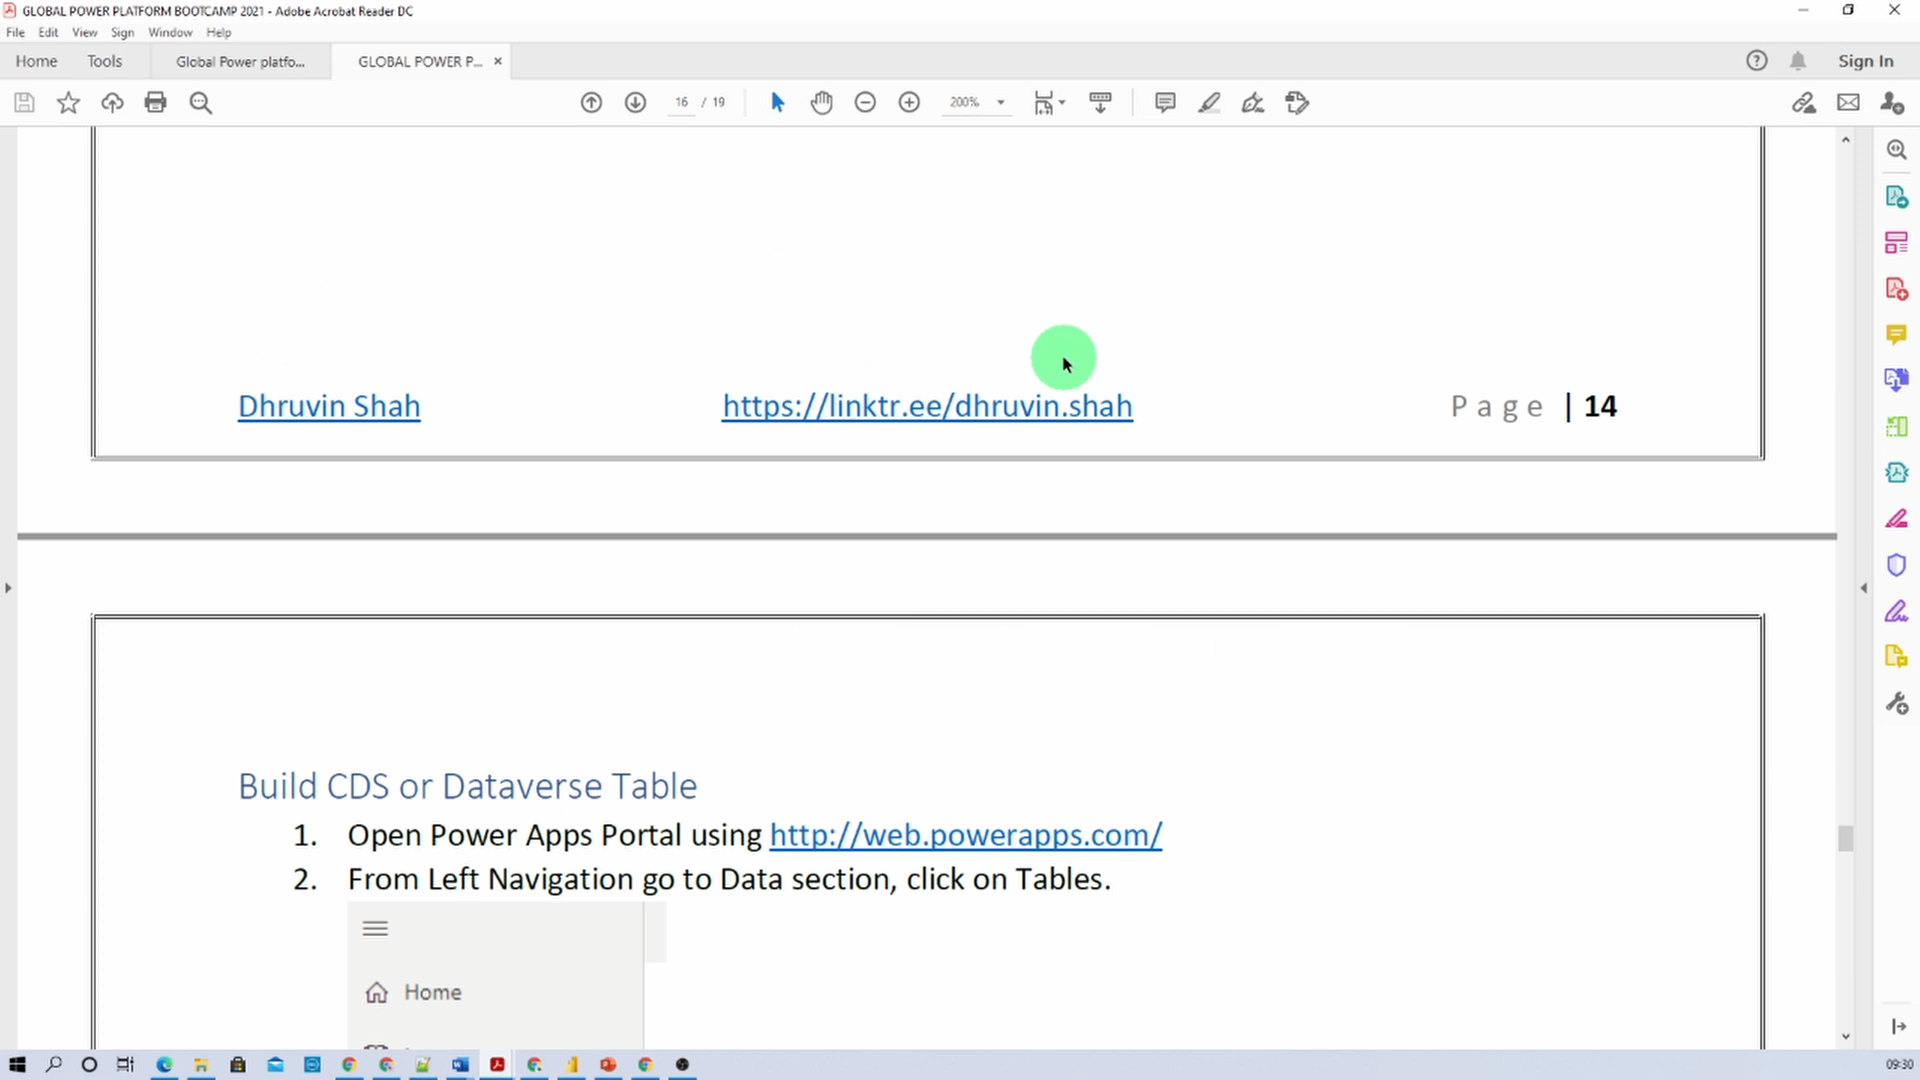 GLOBAL POWER PLATFORM BOOTCAMP 2021 - Adobe Acrobat Reader DC
File Edit View Sign Window Help
Home Tools Global Power platfo... GLOBAL POWER P... Sign In
16 / 19 200%
Dhruvin Shah https://linktr.ee/dhruvin.shah Page | 14
Build CDS or Dataverse Table
1. Open Power Apps Portal using http://web.powerapps.com/
2. From Left Navigation go to Data section, click on Tables.
Home
09:30